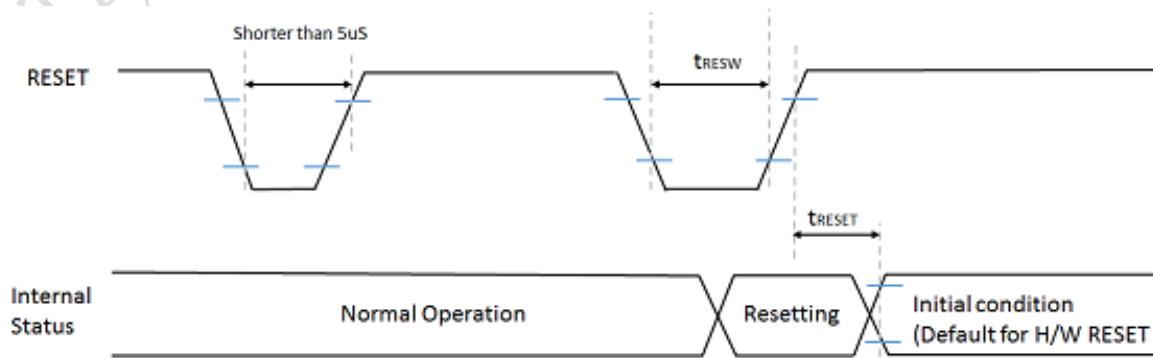 Shorter than 5uS
RESET
tRESW
tRESET
Internal
Status
Normal Operation
Resetting
Initial condition
(Default for H/W RESET